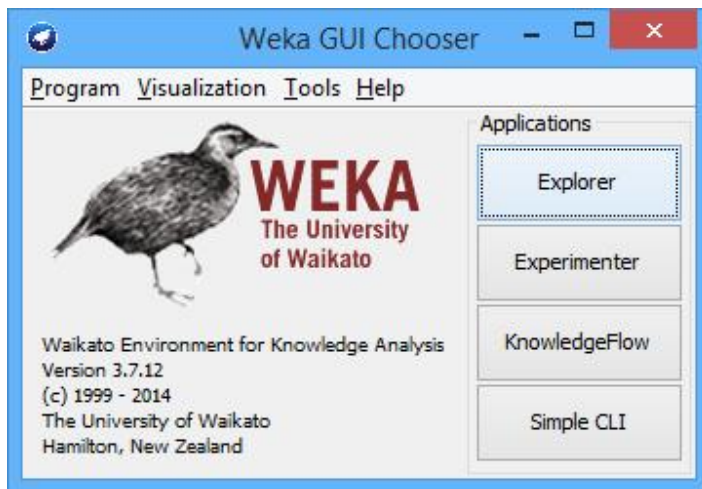 Weka GUI Chooser
Program Visualization Tools Help
WEKA
The University
of Waikato
Waikato Environment for Knowledge Analysis
Version 3.7.12
(c) 1999 - 2014
The University of Waikato
Hamilton, New Zealand
Applications
Explorer
Experimenter
KnowledgeFlow
Simple CLI